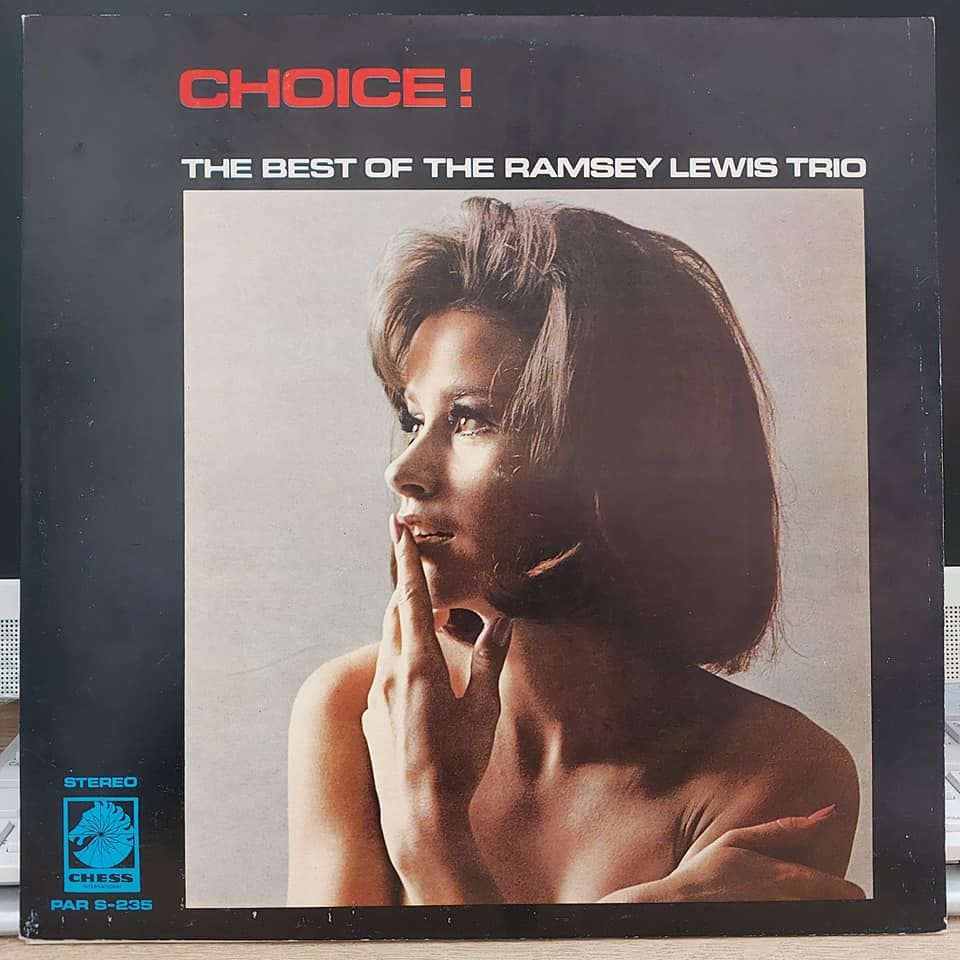 CHOICE!
THE BEST OF THE RAMSEY LEWIS TRIO
STEREO
CHESS
INTERNATIONAL
PAR S-235